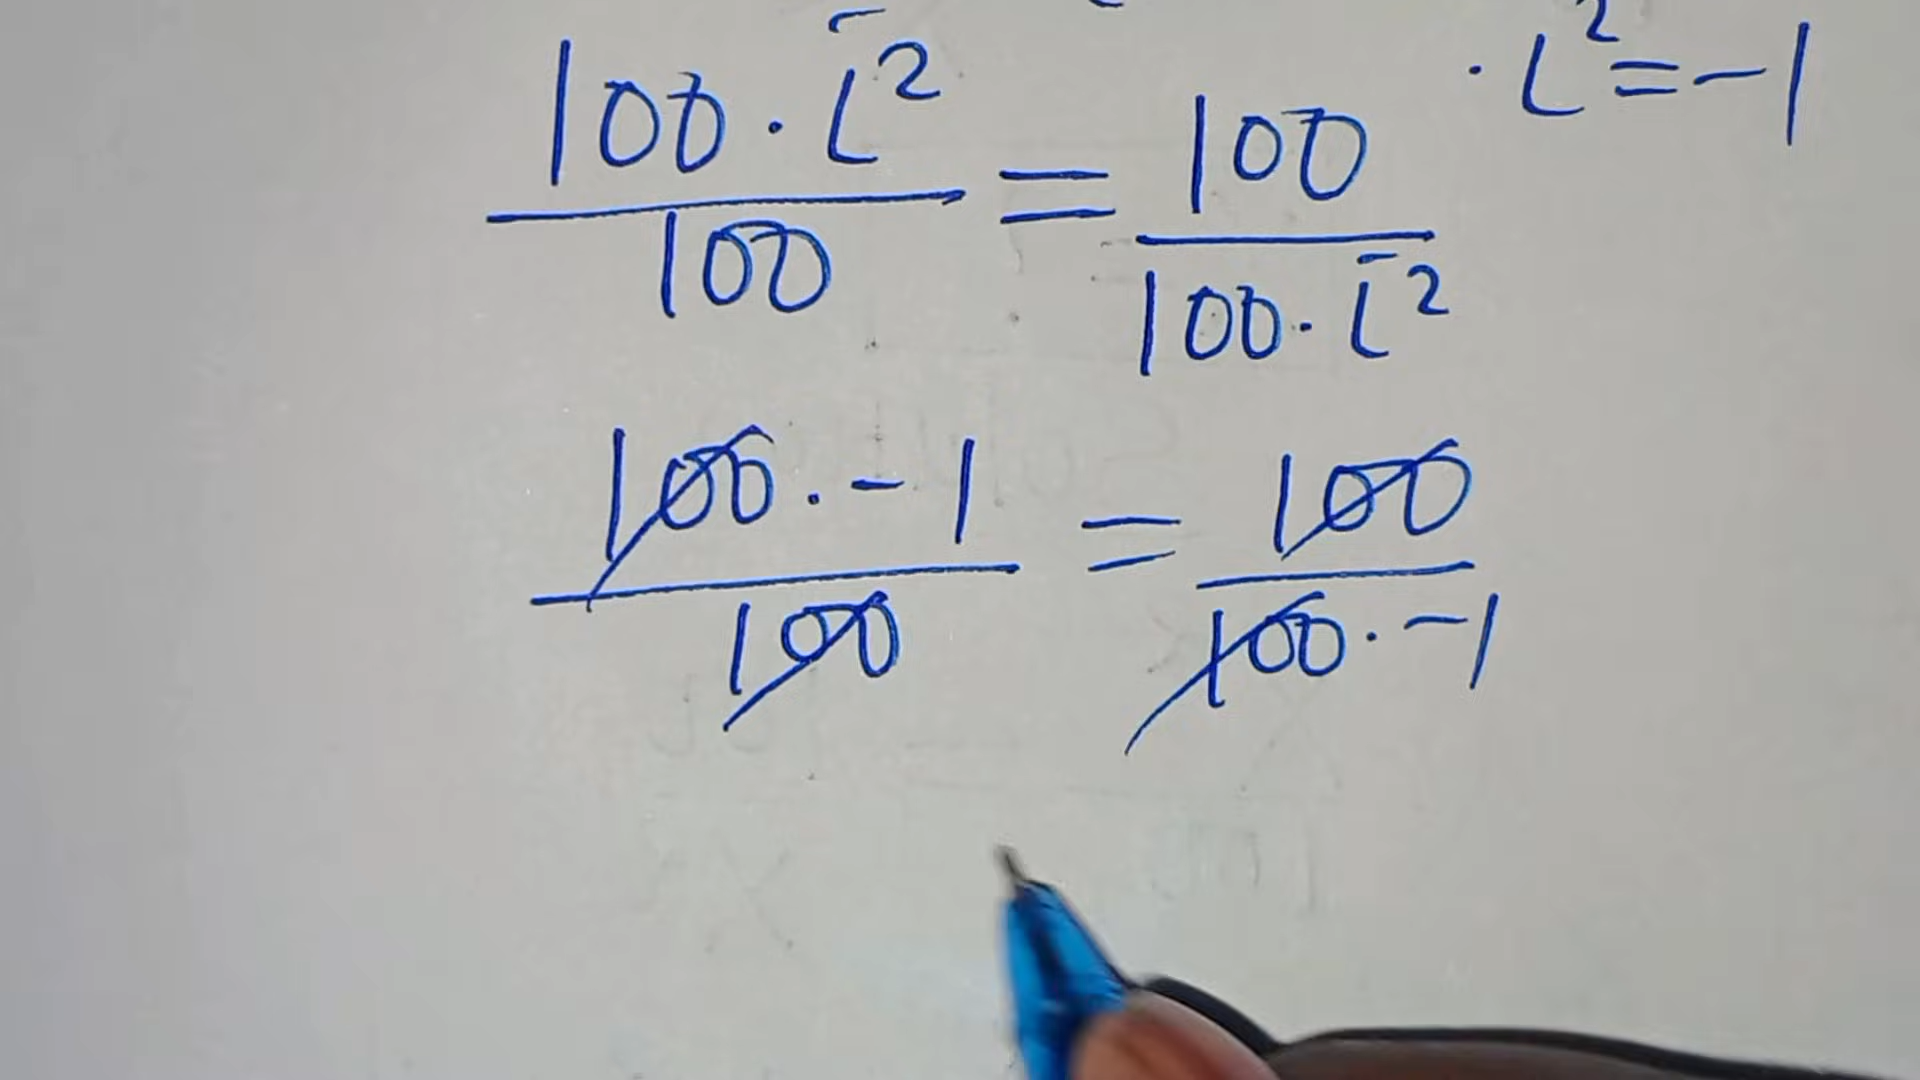 100 · i² / 100 = 100 / 100 · i²
· i² = -1
100 · -1 / 100 = 100 / 100 · -1